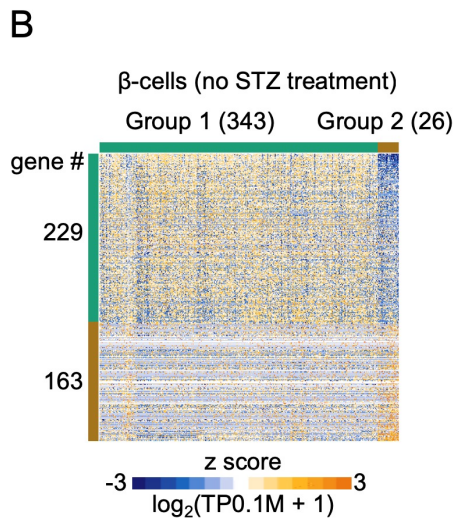 B
β-cells (no STZ treatment)
Group 1 (343) Group 2 (26)
gene #
229
163
z score
-3 3
log₂(TP0.1M + 1)